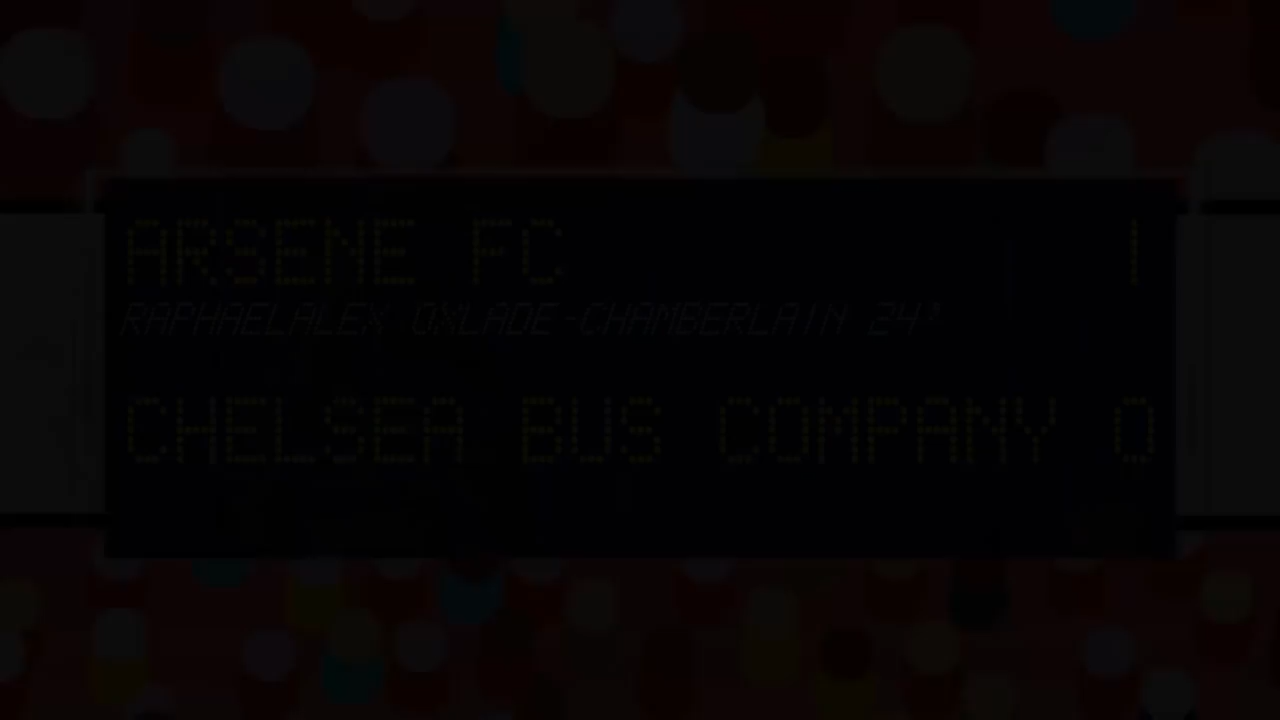 ARSENE FC 1
RAPHAELALEX OXLADE-CHAMBERLAIN 24'
CHELSEA BUS COMPANY 0